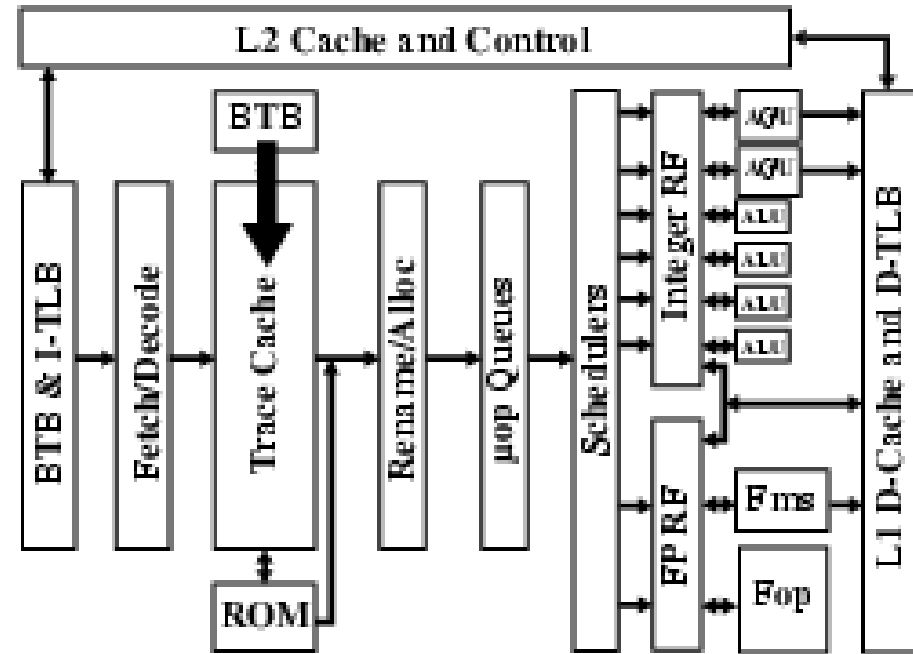 L2 Cache and Control
BTB
BTB & I-TLB
Fetch/Decode
Trace Cache
ROM
Rename/Alloc
µop Queues
Schedulers
Integer RF
FP RF
AGU
AGU
ALU
ALU
ALU
ALU
Fms
Fop
L1 D-Cache and D-TLB